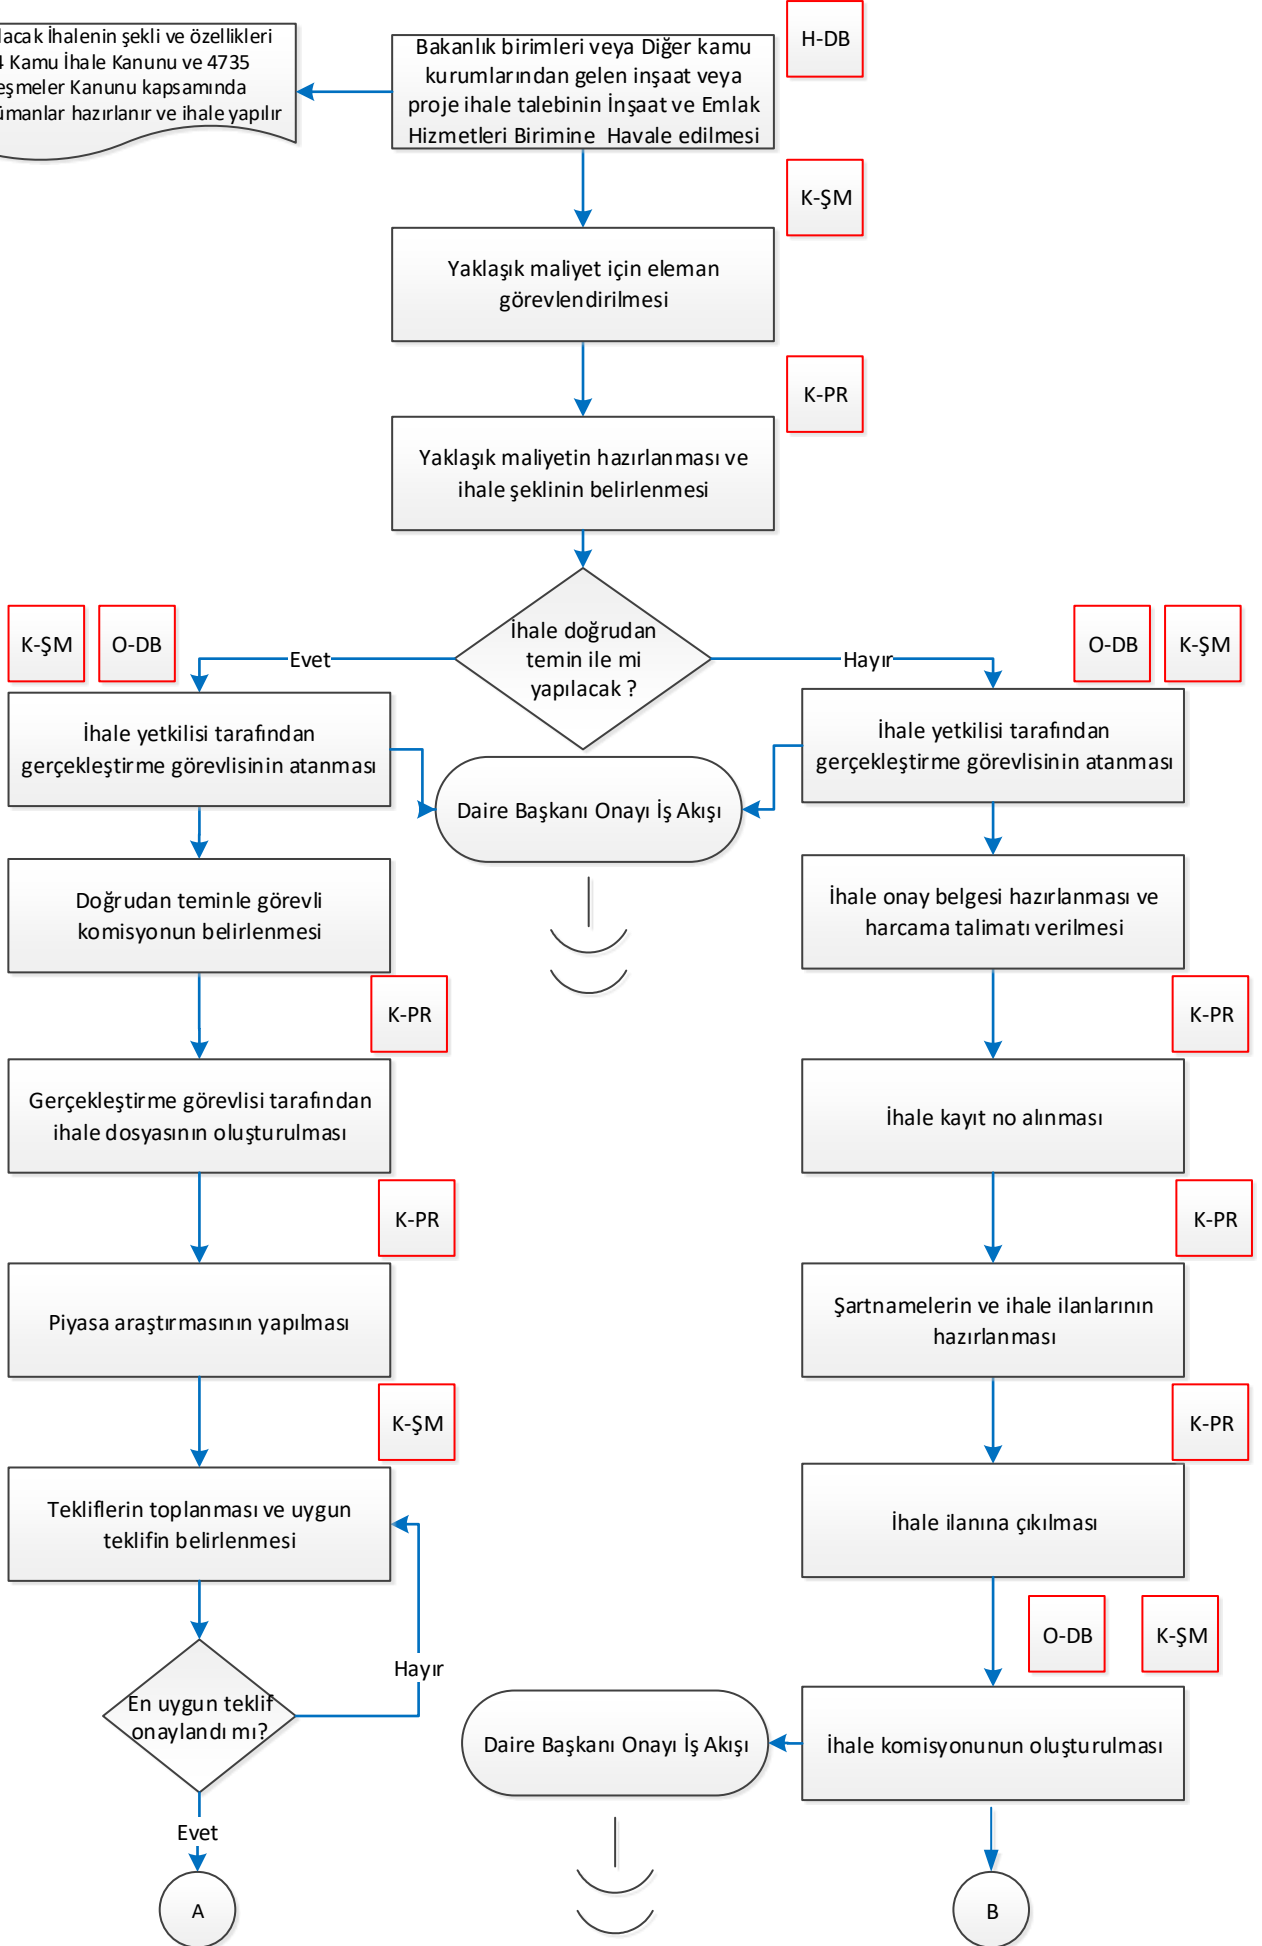 İhalenin şekli ve özellikleri
Kamu İhale Kanunu ve 4735
Kanunu kapsamında
hazırlanır ve ihale yapılır
Bakanlık birimleri veya Diğer kamu
kurumlarından gelen inşaat veya
proje ihale talebinin İnşaat ve Emlak
Hizmetleri Birimine Havale edilmesi
H-DB
K-ŞM
Yaklaşık maliyet için eleman
görevlendirilmesi
K-PR
Yaklaşık maliyetin hazırlanması ve
ihale şeklinin belirlenmesi
İhale doğrudan
temin ile mi
yapılacak ?
Evet
Hayır
K-ŞM
O-DB
O-DB
K-ŞM
İhale yetkilisi tarafından
gerçekleştirme görevlisinin atanması
Daire Başkanı Onayı İş Akışı
İhale yetkilisi tarafından
gerçekleştirme görevlisinin atanması
Doğrudan teminle görevli
komisyonun belirlenmesi
İhale onay belgesi hazırlanması ve
harcama talimatı verilmesi
K-PR
K-PR
Gerçekleştirme görevlisi tarafından
ihale dosyasının oluşturulması
İhale kayıt no alınması
K-PR
K-PR
Piyasa araştırmasının yapılması
Şartnamelerin ve ihale ilanlarının
hazırlanması
K-ŞM
K-PR
Tekliflerin toplanması ve uygun
teklifin belirlenmesi
İhale ilanına çıkılması
O-DB
K-ŞM
Hayır
En uygun teklif
onaylandı mı?
Daire Başkanı Onayı İş Akışı
İhale komisyonunun oluşturulması
Evet
A
B